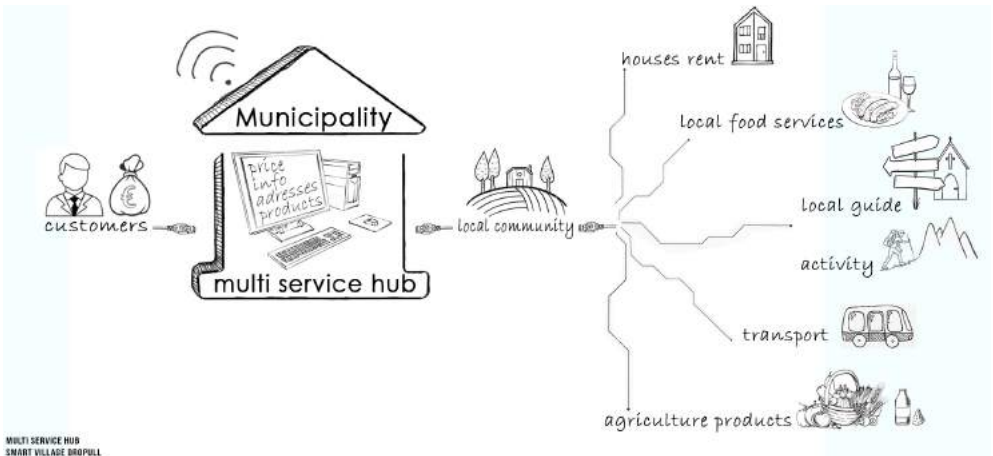 houses rent
Municipality
local food services
price
info
adresses
products
€
customers
local community
local guide
activity
multi service hub
transport
agriculture products
MULTI SERVICE HUB
SMART VILLAGE DROPULL